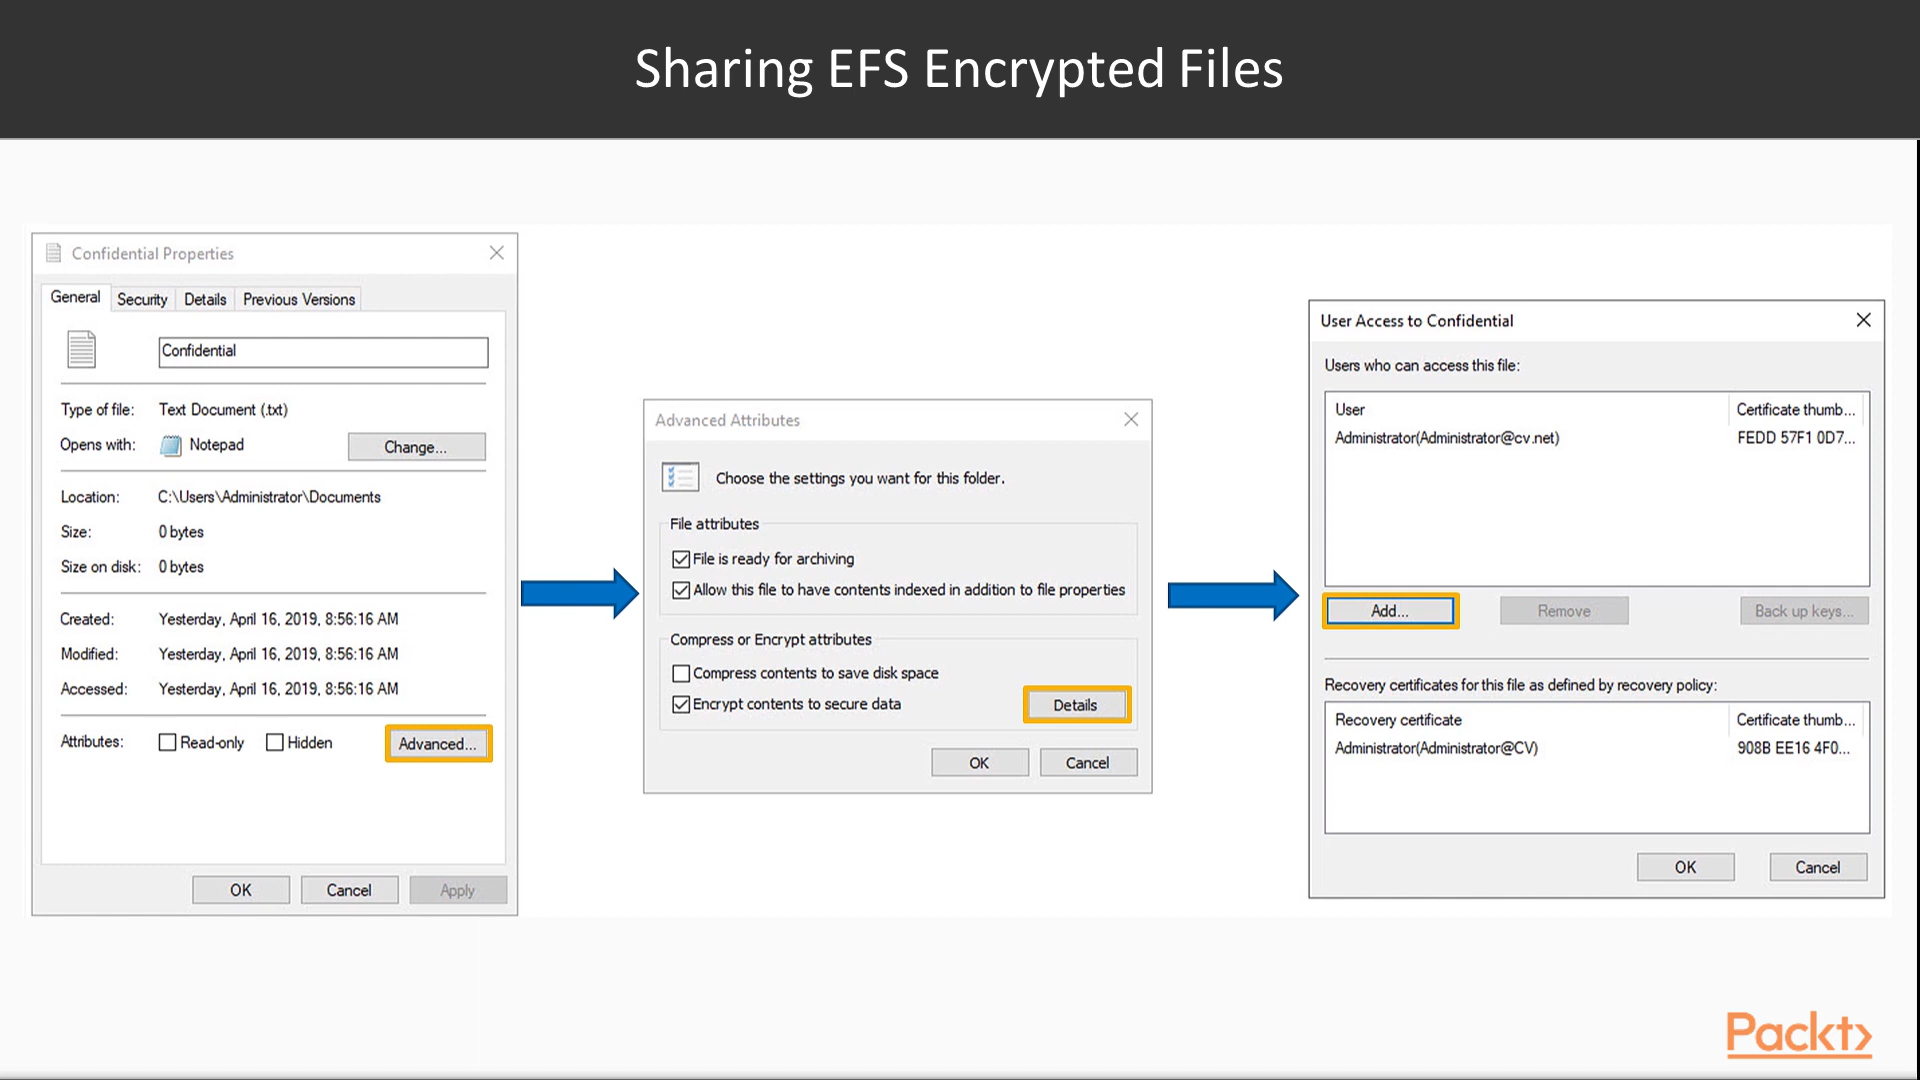 Sharing EFS Encrypted Files
Confidential Properties
General Security Details Previous Versions
Confidential
Type of file: Text Document (.txt)
Opens with: Notepad Change...
Location: C:\Users\Administrator\Documents
Size: 0 bytes
Size on disk: 0 bytes
Created: Yesterday, April 16, 2019, 8:56:16 AM
Modified: Yesterday, April 16, 2019, 8:56:16 AM
Accessed: Yesterday, April 16, 2019, 8:56:16 AM
Attributes: Read-only Hidden Advanced...
OK Cancel Apply
Advanced Attributes
Choose the settings you want for this folder.
File attributes
File is ready for archiving
Allow this file to have contents indexed in addition to file properties
Compress or Encrypt attributes
Compress contents to save disk space
Encrypt contents to secure data Details
OK Cancel
User Access to Confidential
Users who can access this file:
User Certificate thumb...
Administrator(Administrator@cv.net) FEDD 57F1 0D7...
Add... Remove Back up keys...
Recovery certificates for this file as defined by recovery policy:
Recovery certificate Certificate thumb...
Administrator(Administrator@CV) 908B EE16 4F0...
OK Cancel
Packt